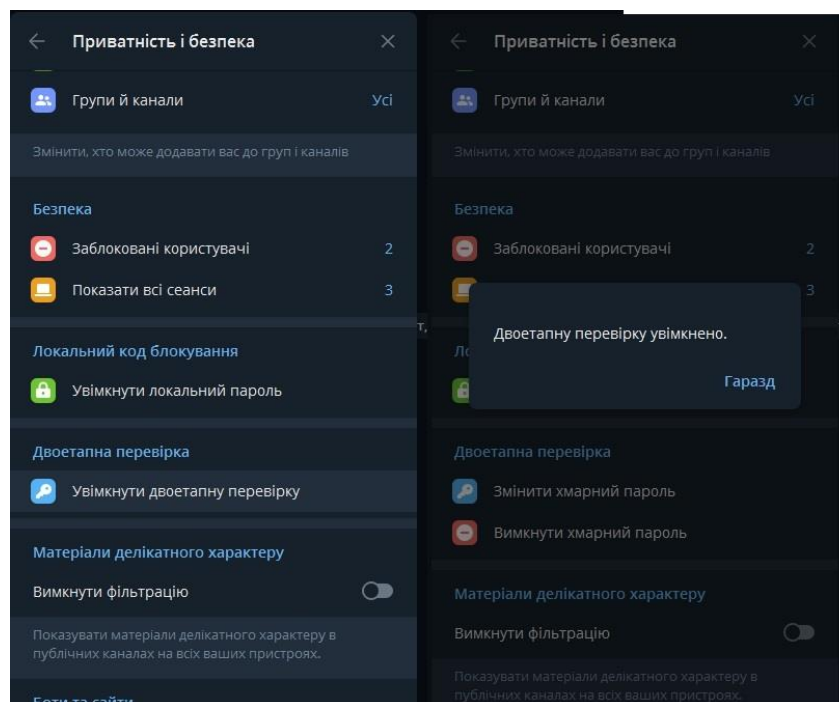 Приватність і безпека
Групи й канали
Усі
Змінити, хто може додавати вас до груп і каналів
Безпека
Заблоковані користувачі
2
Показати всі сеанси
3
Локальний код блокування
Увімкнути локальний пароль
Двоетапна перевірка
Увімкнути двоетапну перевірку
Матеріали делікатного характеру
Вимкнути фільтрацію
Показувати матеріали делікатного характеру в
публічних каналах на всіх ваших пристроях.
Боти та сайти
т,
Приватність і безпека
Групи й канали
Усі
Змінити, хто може додавати вас до груп і каналів
Безпека
Заблоковані користувачі
2
3
Двоетапну перевірку увімкнено.
Ло
Гаразд
Двоетапна перевірка
Змінити хмарний пароль
Вимкнути хмарний пароль
Матеріали делікатного характеру
Вимкнути фільтрацію
Показувати матеріали делікатного характеру в
публічних каналах на всіх ваших пристроях.